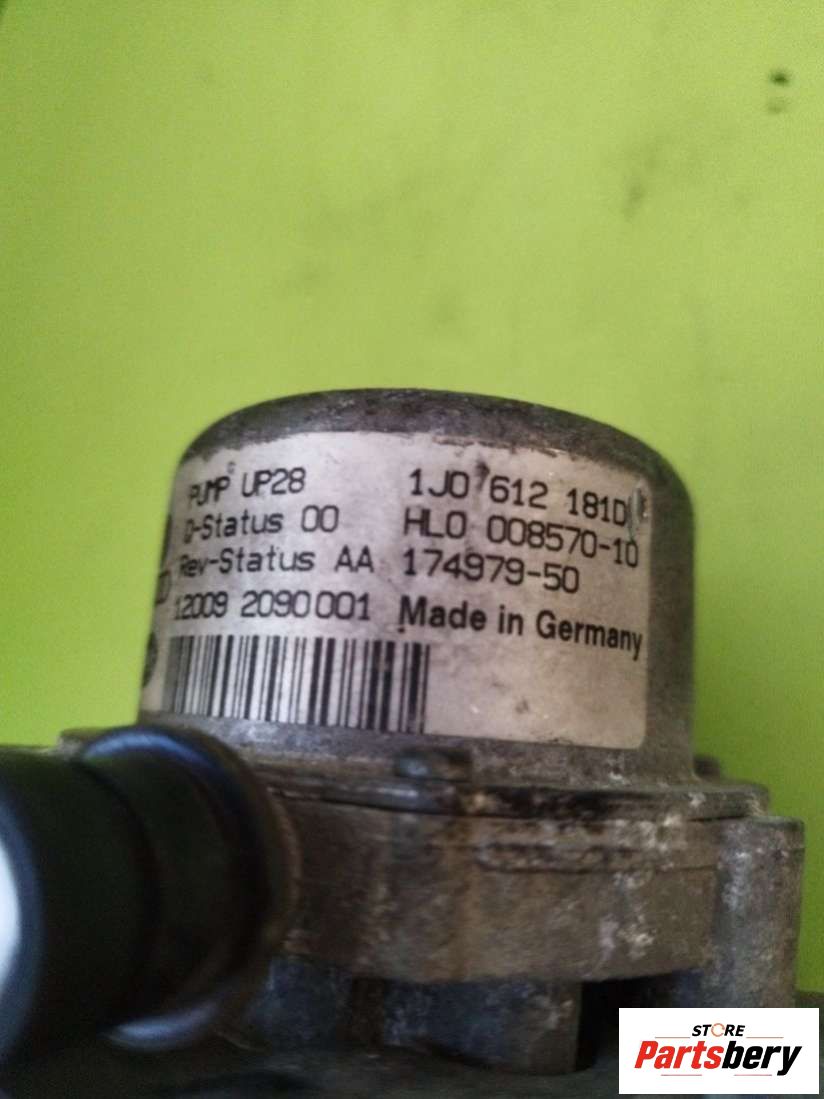 PUMP UP28 1J0 612 181D
D-Status 00 HLO 008570-10
Rev-Status AA 174979-50
12009 2090001 Made in Germany
STORE
Partsbery